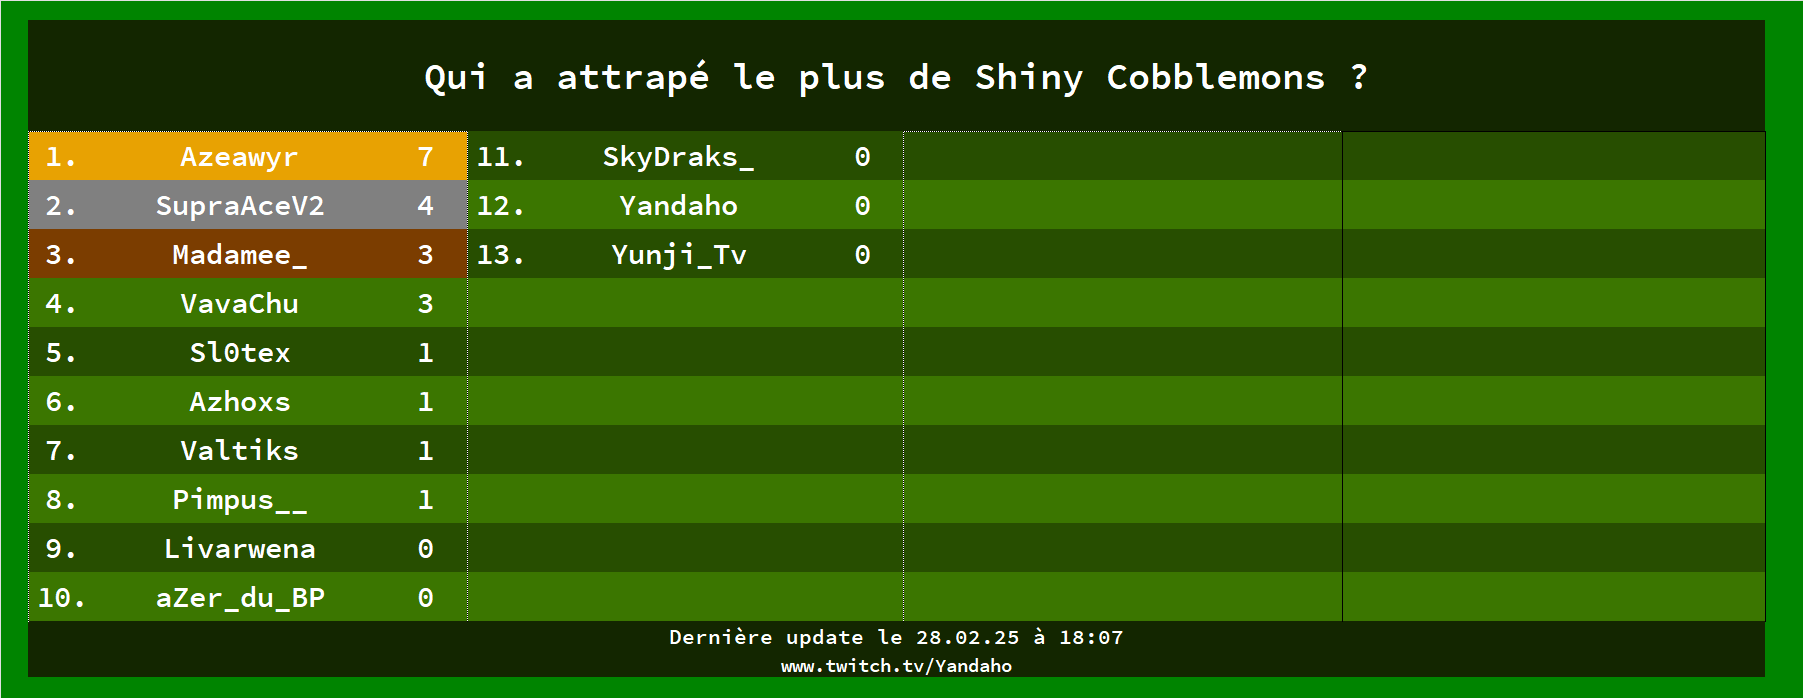 Qui a attrapé le plus de Shiny Cobblemons ?
1. Azeawyr 7
2. SupraAceV2 4
3. Madamee_ 3
4. VavaChu 3
5. Sl0tex 1
6. Azhoxs 1
7. Valtiks 1
8. Pimpus__ 1
9. Livarwena 0
10. aZer_du_BP 0
11. SkyDraks_ 0
12. Yandaho 0
13. Yunji_Tv 0
Dernière update le 28.02.25 à 18:07
www.twitch.tv/Yandaho